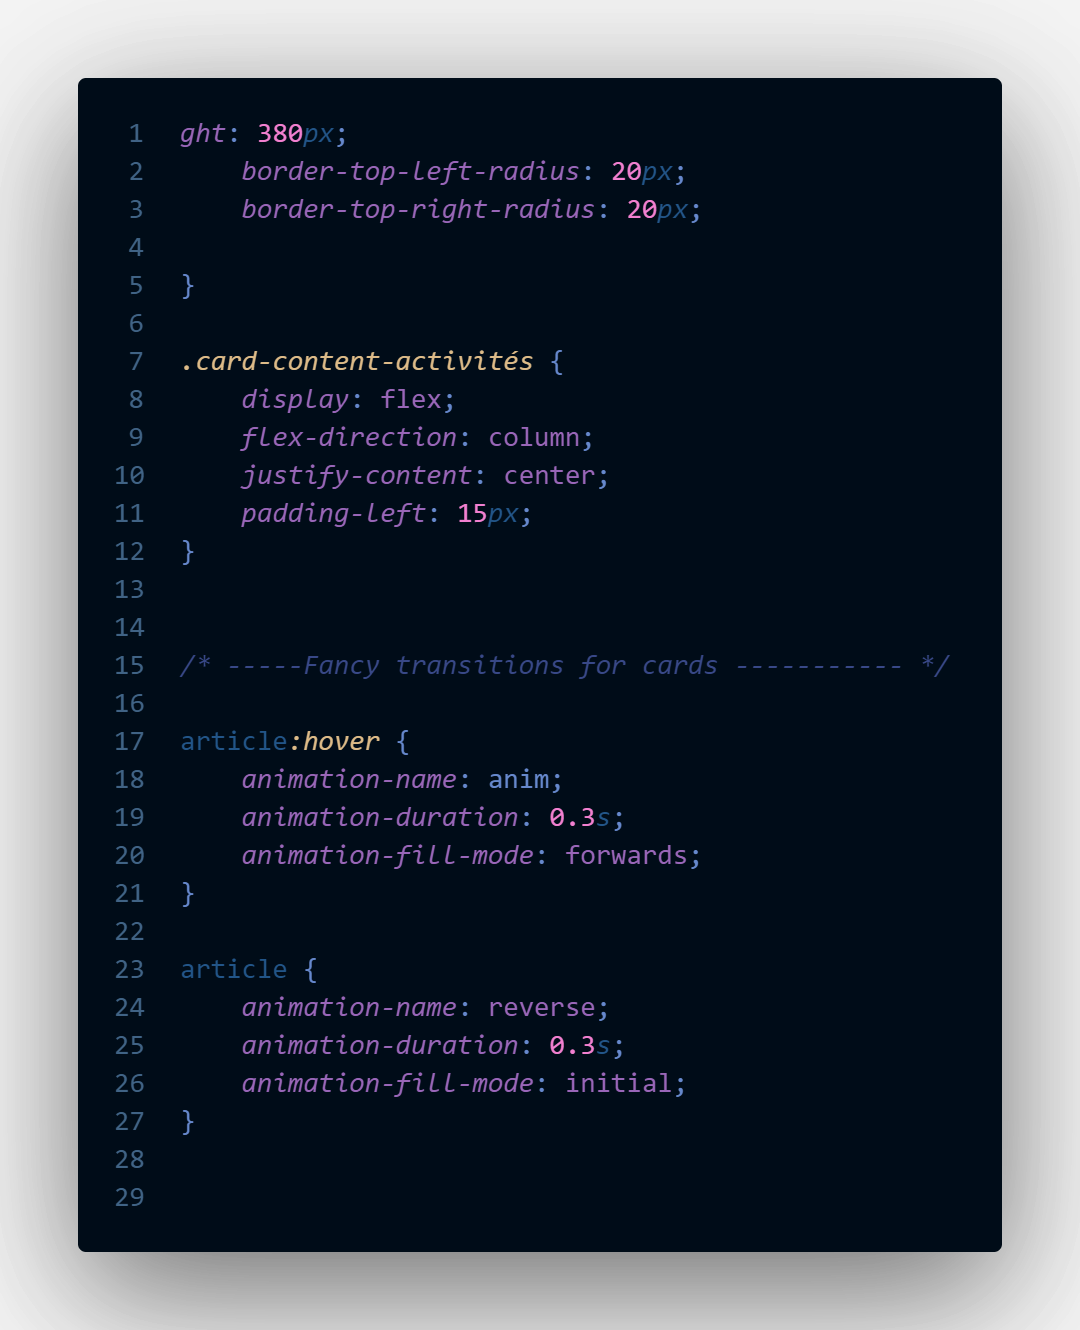 1 ght: 380px;
2     border-top-left-radius: 20px;
3     border-top-right-radius: 20px;
4
5 }
6
7 .card-content-activités {
8     display: flex;
9     flex-direction: column;
10     justify-content: center;
11     padding-left: 15px;
12 }
13
14
15 /* -----Fancy transitions for cards ----------- */
16
17 article:hover {
18     animation-name: anim;
19     animation-duration: 0.3s;
20     animation-fill-mode: forwards;
21 }
22
23 article {
24     animation-name: reverse;
25     animation-duration: 0.3s;
26     animation-fill-mode: initial;
27 }
28
29